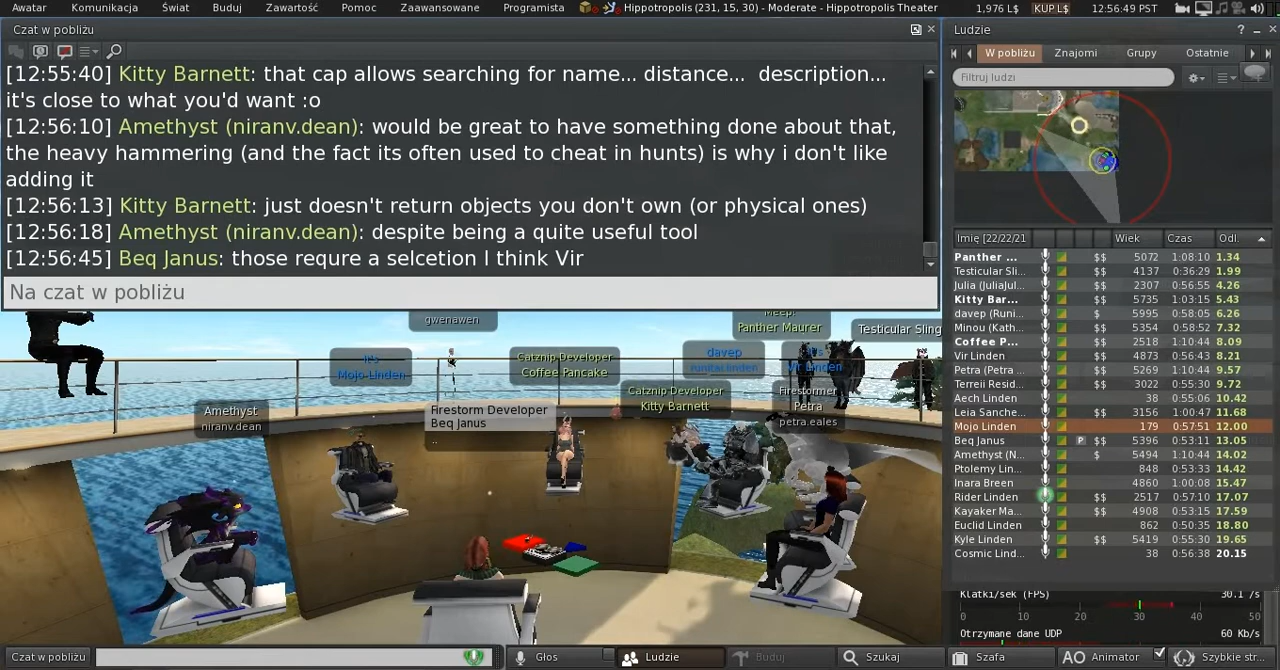 Awatar Komunikacja Świat Buduj Zawartość Pomoc Zaawansowane Programista Hippotropolis (231, 15, 30) - Moderate - Hippotropolis Theater 1,976 L$ KUP L$ 12:56:49 PST
Czat w pobliżu
[12:55:40] Kitty Barnett: that cap allows searching for name... distance... description...
it's close to what you'd want :o
[12:56:10] Amethyst (niranv.dean): would be great to have something done about that,
the heavy hammering (and the fact its often used to cheat in hunts) is why i don't like
adding it
[12:56:13] Kitty Barnett: just doesn't return objects you don't own (or physical ones)
[12:56:18] Amethyst (niranv.dean): despite being a quite useful tool
[12:56:45] Beq Janus: those requre a selcetion I think Vir
Na czat w pobliżu
gwenawen
Meep!
Panther Maurer
Testicular Sling
It's
Mojo Linden
Catznip Developer
Coffee Pancake
davep
runitai.linden
Vir Linden
Catznip Developer
Kitty Barnett
Firestormer
Petra
petra.eales
Amethyst
niranv.dean
Firestorm Developer
Beq Janus
..
Ludzie
W pobliżu Znajomi Grupy Ostatnie
Filtruj ludzi
Imię [22/22/21 Wiek Czas Odl.
Panther ... $$ 5072 1:08:10 1.34
Testicular Sli... $$ 4137 0:36:29 1.99
Julia (JuliaJul... $$ 2307 0:56:55 4.26
Kitty Bar... $$ 5735 1:03:15 5.43
davep (Runi... $ 5995 0:58:05 6.26
Minou (Kath... $$ 5354 0:58:52 7.32
Coffee P... $$ 2518 1:10:44 8.09
Vir Linden $$ 4873 0:56:43 8.21
Petra (Petra ... $$ 5269 1:10:44 9.57
Terreii Resid... $$ 3022 0:55:30 9.72
Aech Linden 38 0:55:06 10.42
Leia Sanche... $$ 3156 1:00:47 11.68
Mojo Linden 179 0:57:51 12.00
Beq Janus P $$ 5396 0:53:11 13.05
Amethyst (N... $ 5494 1:10:44 14.02
Ptolemy Lin... 848 0:53:33 14.42
Inara Breen 4860 1:00:08 15.47
Rider Linden $$ 2517 0:57:10 17.07
Kayaker Ma... $$ 4908 0:53:15 17.59
Euclid Linden 862 0:50:35 18.80
Kyle Linden $$ 5419 0:55:30 19.65
Cosmic Lind... 38 0:56:38 20.15
Klatki/sek (FPS) 30.1 /s
0 10 20 30 40 50
Otrzymane dane UDP 60 Kb/s
Czat w pobliżu Głos Ludzie Buduj Szukaj Szafa AO Animator Szybkie str...